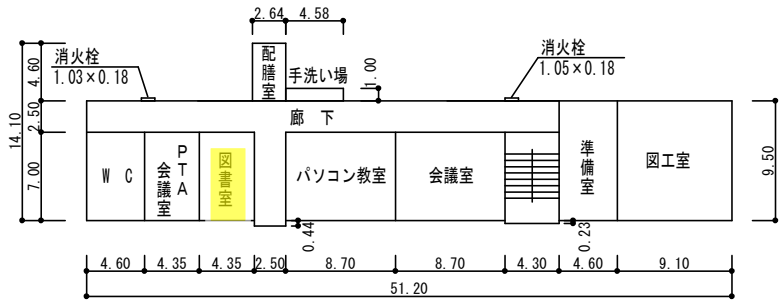 2.64 4.58
消火栓
1.03×0.18
配膳室
手洗い場
1.00
消火栓
1.05×0.18
14.10
4.60
2.50
7.00
廊 下
W C
PTA
会議室
図書室
パソコン教室
会議室
準備室
図工室
9.50
0.44
0.23
4.60 4.35 4.35 2.50 8.70 8.70 4.30 4.60 9.10
51.20